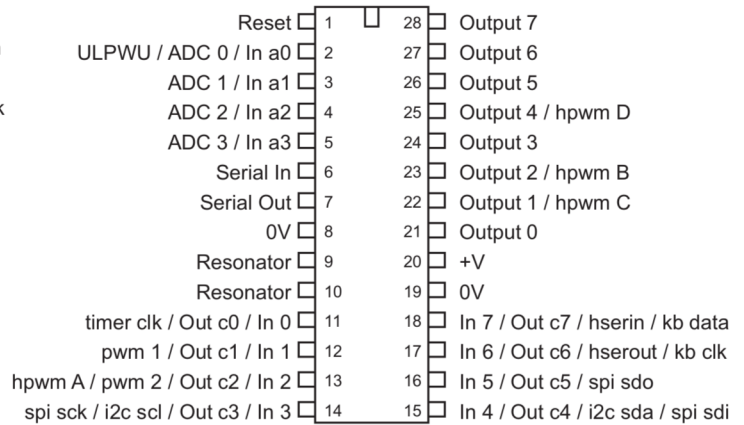 Reset 1 28 Output 7
ULPWU / ADC 0 / In a0 2 27 Output 6
ADC 1 / In a1 3 26 Output 5
ADC 2 / In a2 4 25 Output 4 / hpwm D
ADC 3 / In a3 5 24 Output 3
Serial In 6 23 Output 2 / hpwm B
Serial Out 7 22 Output 1 / hpwm C
0V 8 21 Output 0
Resonator 9 20 +V
Resonator 10 19 0V
timer clk / Out c0 / In 0 11 18 In 7 / Out c7 / hserin / kb data
pwm 1 / Out c1 / In 1 12 17 In 6 / Out c6 / hserout / kb clk
hpwm A / pwm 2 / Out c2 / In 2 13 16 In 5 / Out c5 / spi sdo
spi sck / i2c scl / Out c3 / In 3 14 15 In 4 / Out c4 / i2c sda / spi sdi